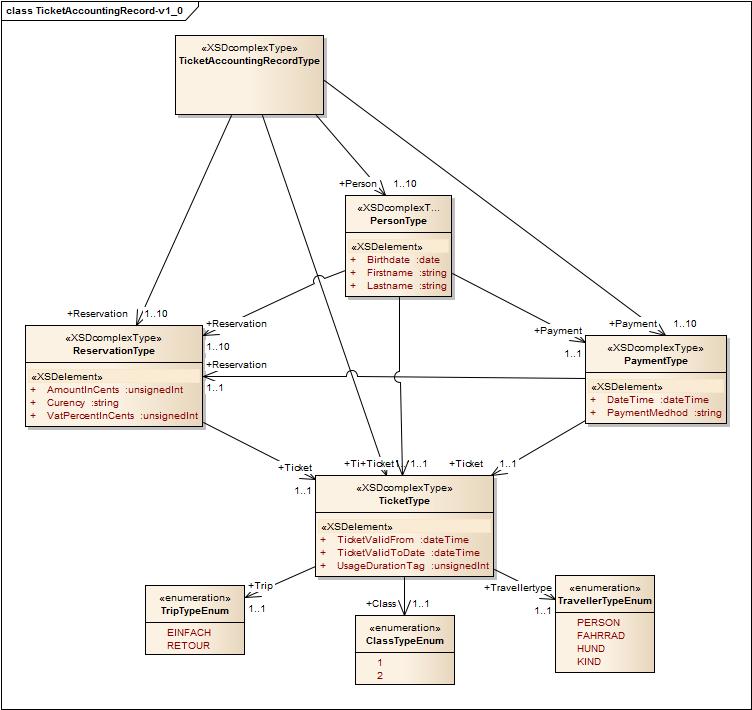 class TicketAccountingRecord-v1_0
«XSDcomplexType»
TicketAccountingRecordType
+Person 1..10
«XSDcomplexT...
PersonType
«XSDelement»
+ Birthdate :date
+ Firstname :string
+ Lastname :string
+Reservation 1..10
+Reservation
1..10
+Payment
1..1
+Payment 1..10
«XSDcomplexType»
ReservationType
«XSDelement»
+ AmountInCents :unsignedInt
+ Curency :string
+ VatPercentInCents :unsignedInt
+Reservation
1..1
«XSDcomplexType»
PaymentType
«XSDelement»
+ DateTime :dateTime
+ PaymentMedhod :string
+Ticket
1..1
+Ti+Ticket 1..1
+Ticket 1..1
«XSDcomplexType»
TicketType
«XSDelement»
+ TicketValidFrom :dateTime
+ TicketValidToDate :dateTime
+ UsageDurationTag :unsignedInt
+Trip
1..1
+Class 1..1
+Travellertype
1..1
«enumeration»
TripTypeEnum
EINFACH
RETOUR
«enumeration»
ClassTypeEnum
1
2
«enumeration»
TravellerTypeEnum
PERSON
FAHRRAD
HUND
KIND